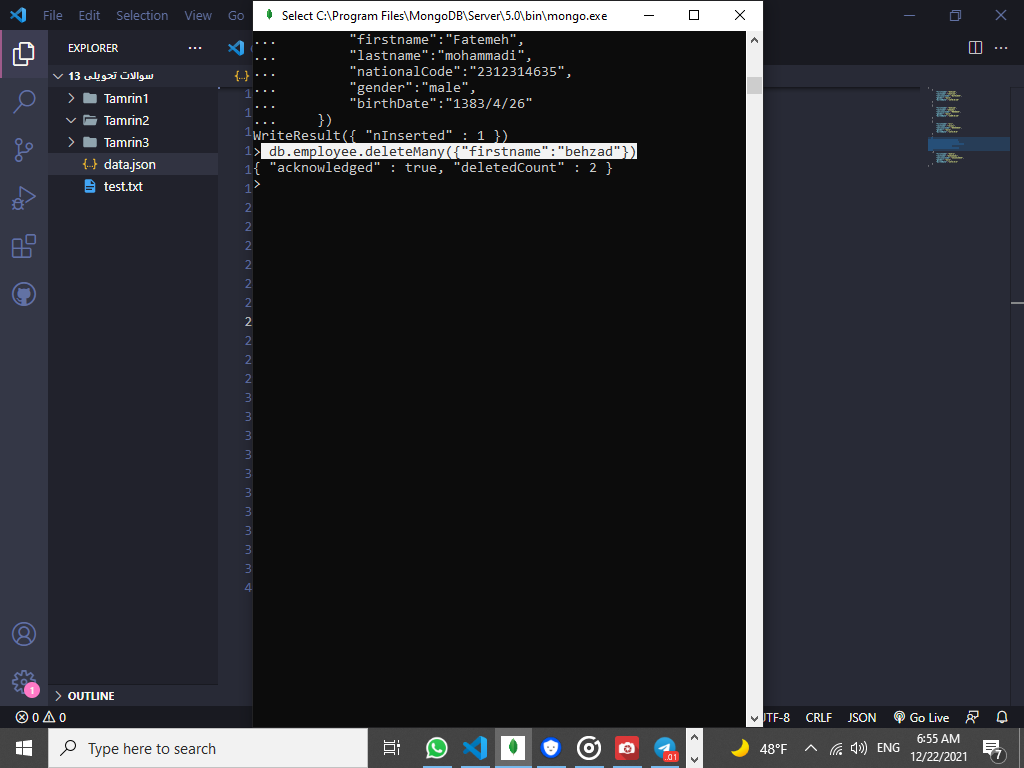 File Edit Selection View Go
Select C:\Program Files\MongoDB\Server\5.0\bin\mongo.exe
EXPLORER
سوالات تحویلی 13
Tamrin1
Tamrin2
Tamrin3
{..} data.json
test.txt
... "firstname":"Fatemeh",
... "lastname":"mohammadi",
... "nationalCode":"2312314635",
... "gender":"male",
... "birthDate":"1383/4/26"
... })
WriteResult({ "nInserted" : 1 })
> db.employee.deleteMany({"firstname":"behzad"})
{ "acknowledged" : true, "deletedCount" : 2 }
>
OUTLINE
1
0 0
UTF-8 CRLF JSON Go Live
Type here to search
.01
48°F
ENG
6:55 AM
12/22/2021
7